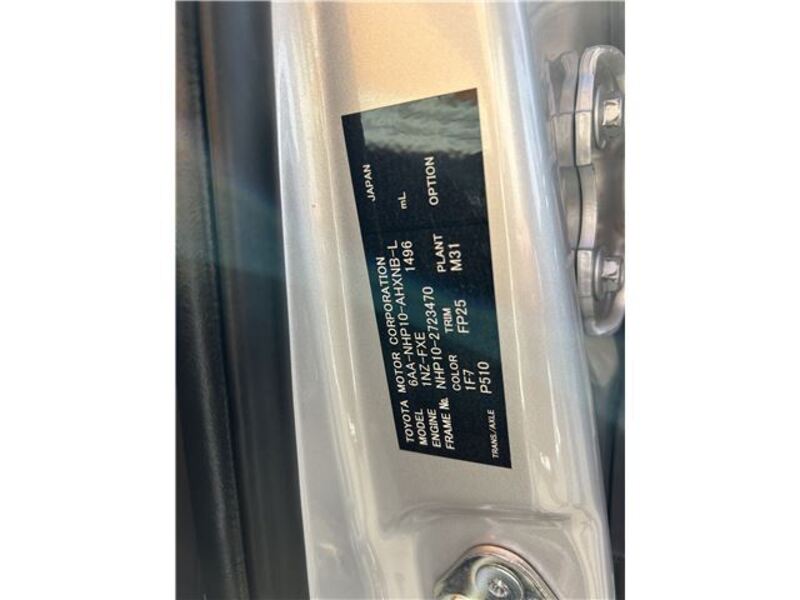 TOYOTA MOTOR CORPORATION JAPAN
MODEL 6AA-NHP10-AHXNB-L
ENGINE 1NZ-FXE 1496 mL
FRAME No. NHP10-2723470
COLOR TRIM PLANT OPTION
1F7 FP25 M31
TRANS./AXLE P510